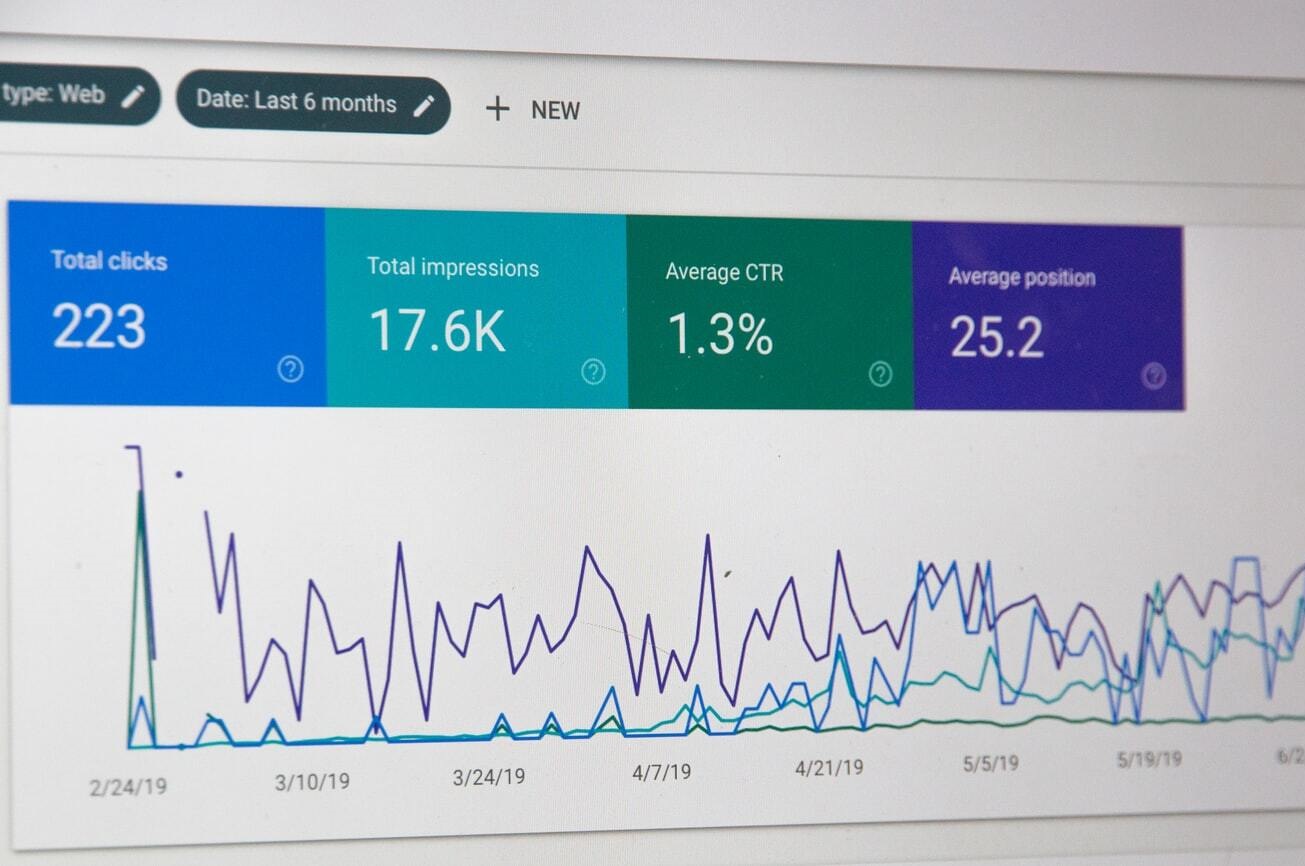 type: Web
Date: Last 6 months
+ NEW
Total clicks
223
?
Total impressions
17.6K
?
Average CTR
1.3%
?
Average position
25.2
?
2/24/19
3/10/19
3/24/19
4/7/19
4/21/19
5/5/19
5/19/19
6/2